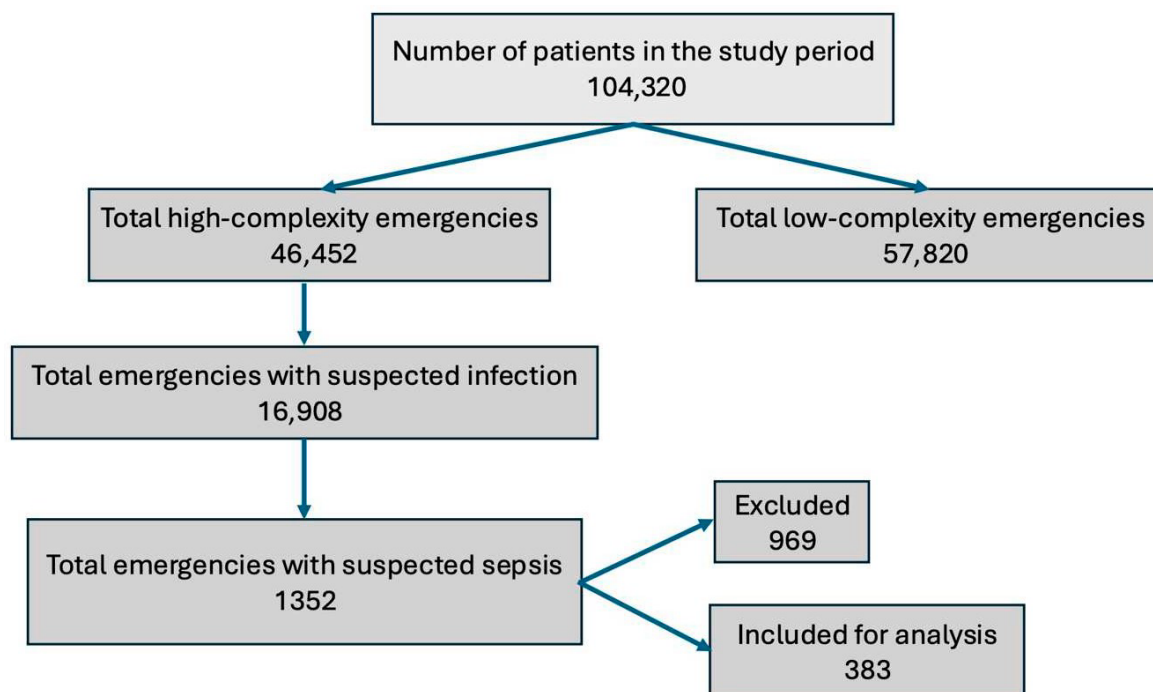 Number of patients in the study period
104,320
Total high-complexity emergencies
46,452
Total low-complexity emergencies
57,820
Total emergencies with suspected infection
16,908
Total emergencies with suspected sepsis
1352
Excluded
969
Included for analysis
383